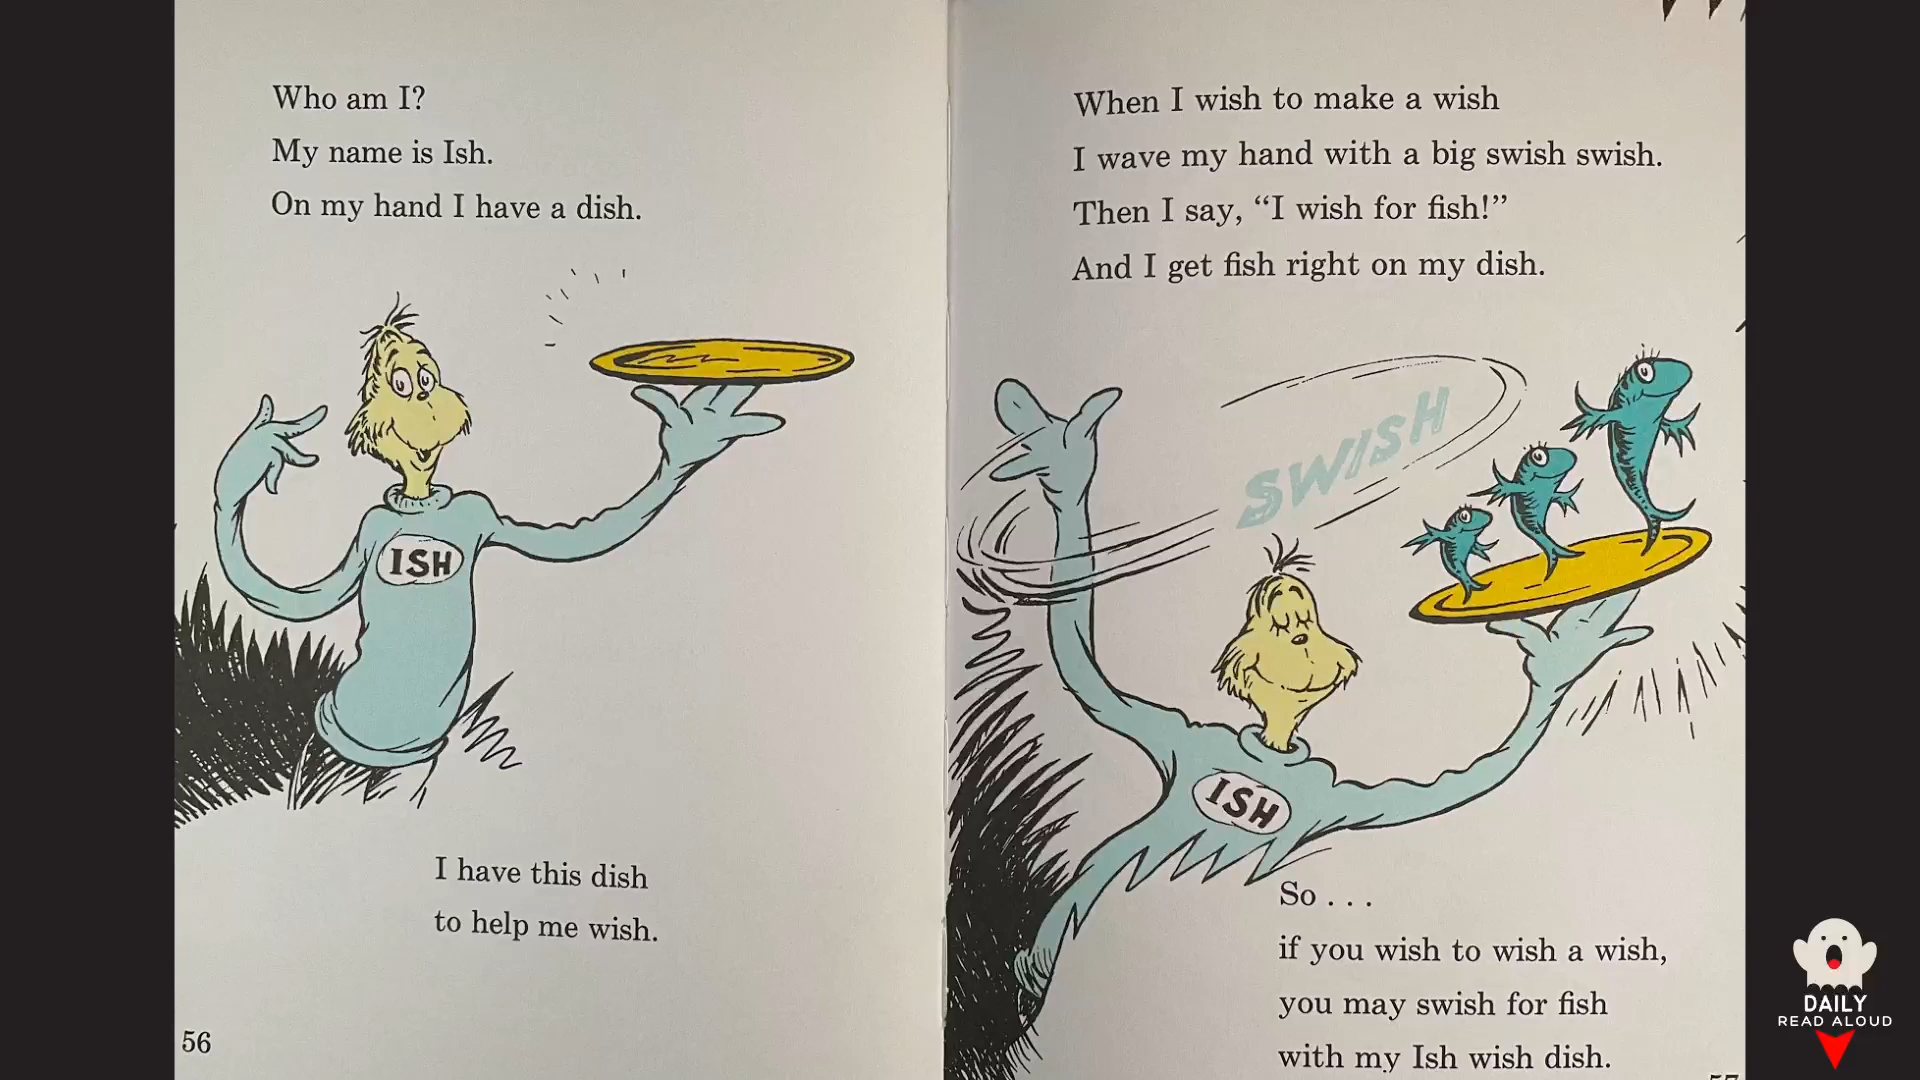 Who am I?
My name is Ish.
On my hand I have a dish.
ISH
I have this dish
to help me wish.
56
When I wish to make a wish
I wave my hand with a big swish swish.
Then I say, “I wish for fish!”
And I get fish right on my dish.
SWISH
ISH
So . . .
if you wish to wish a wish,
you may swish for fish
with my Ish wish dish.
DAILY
READ ALOUD